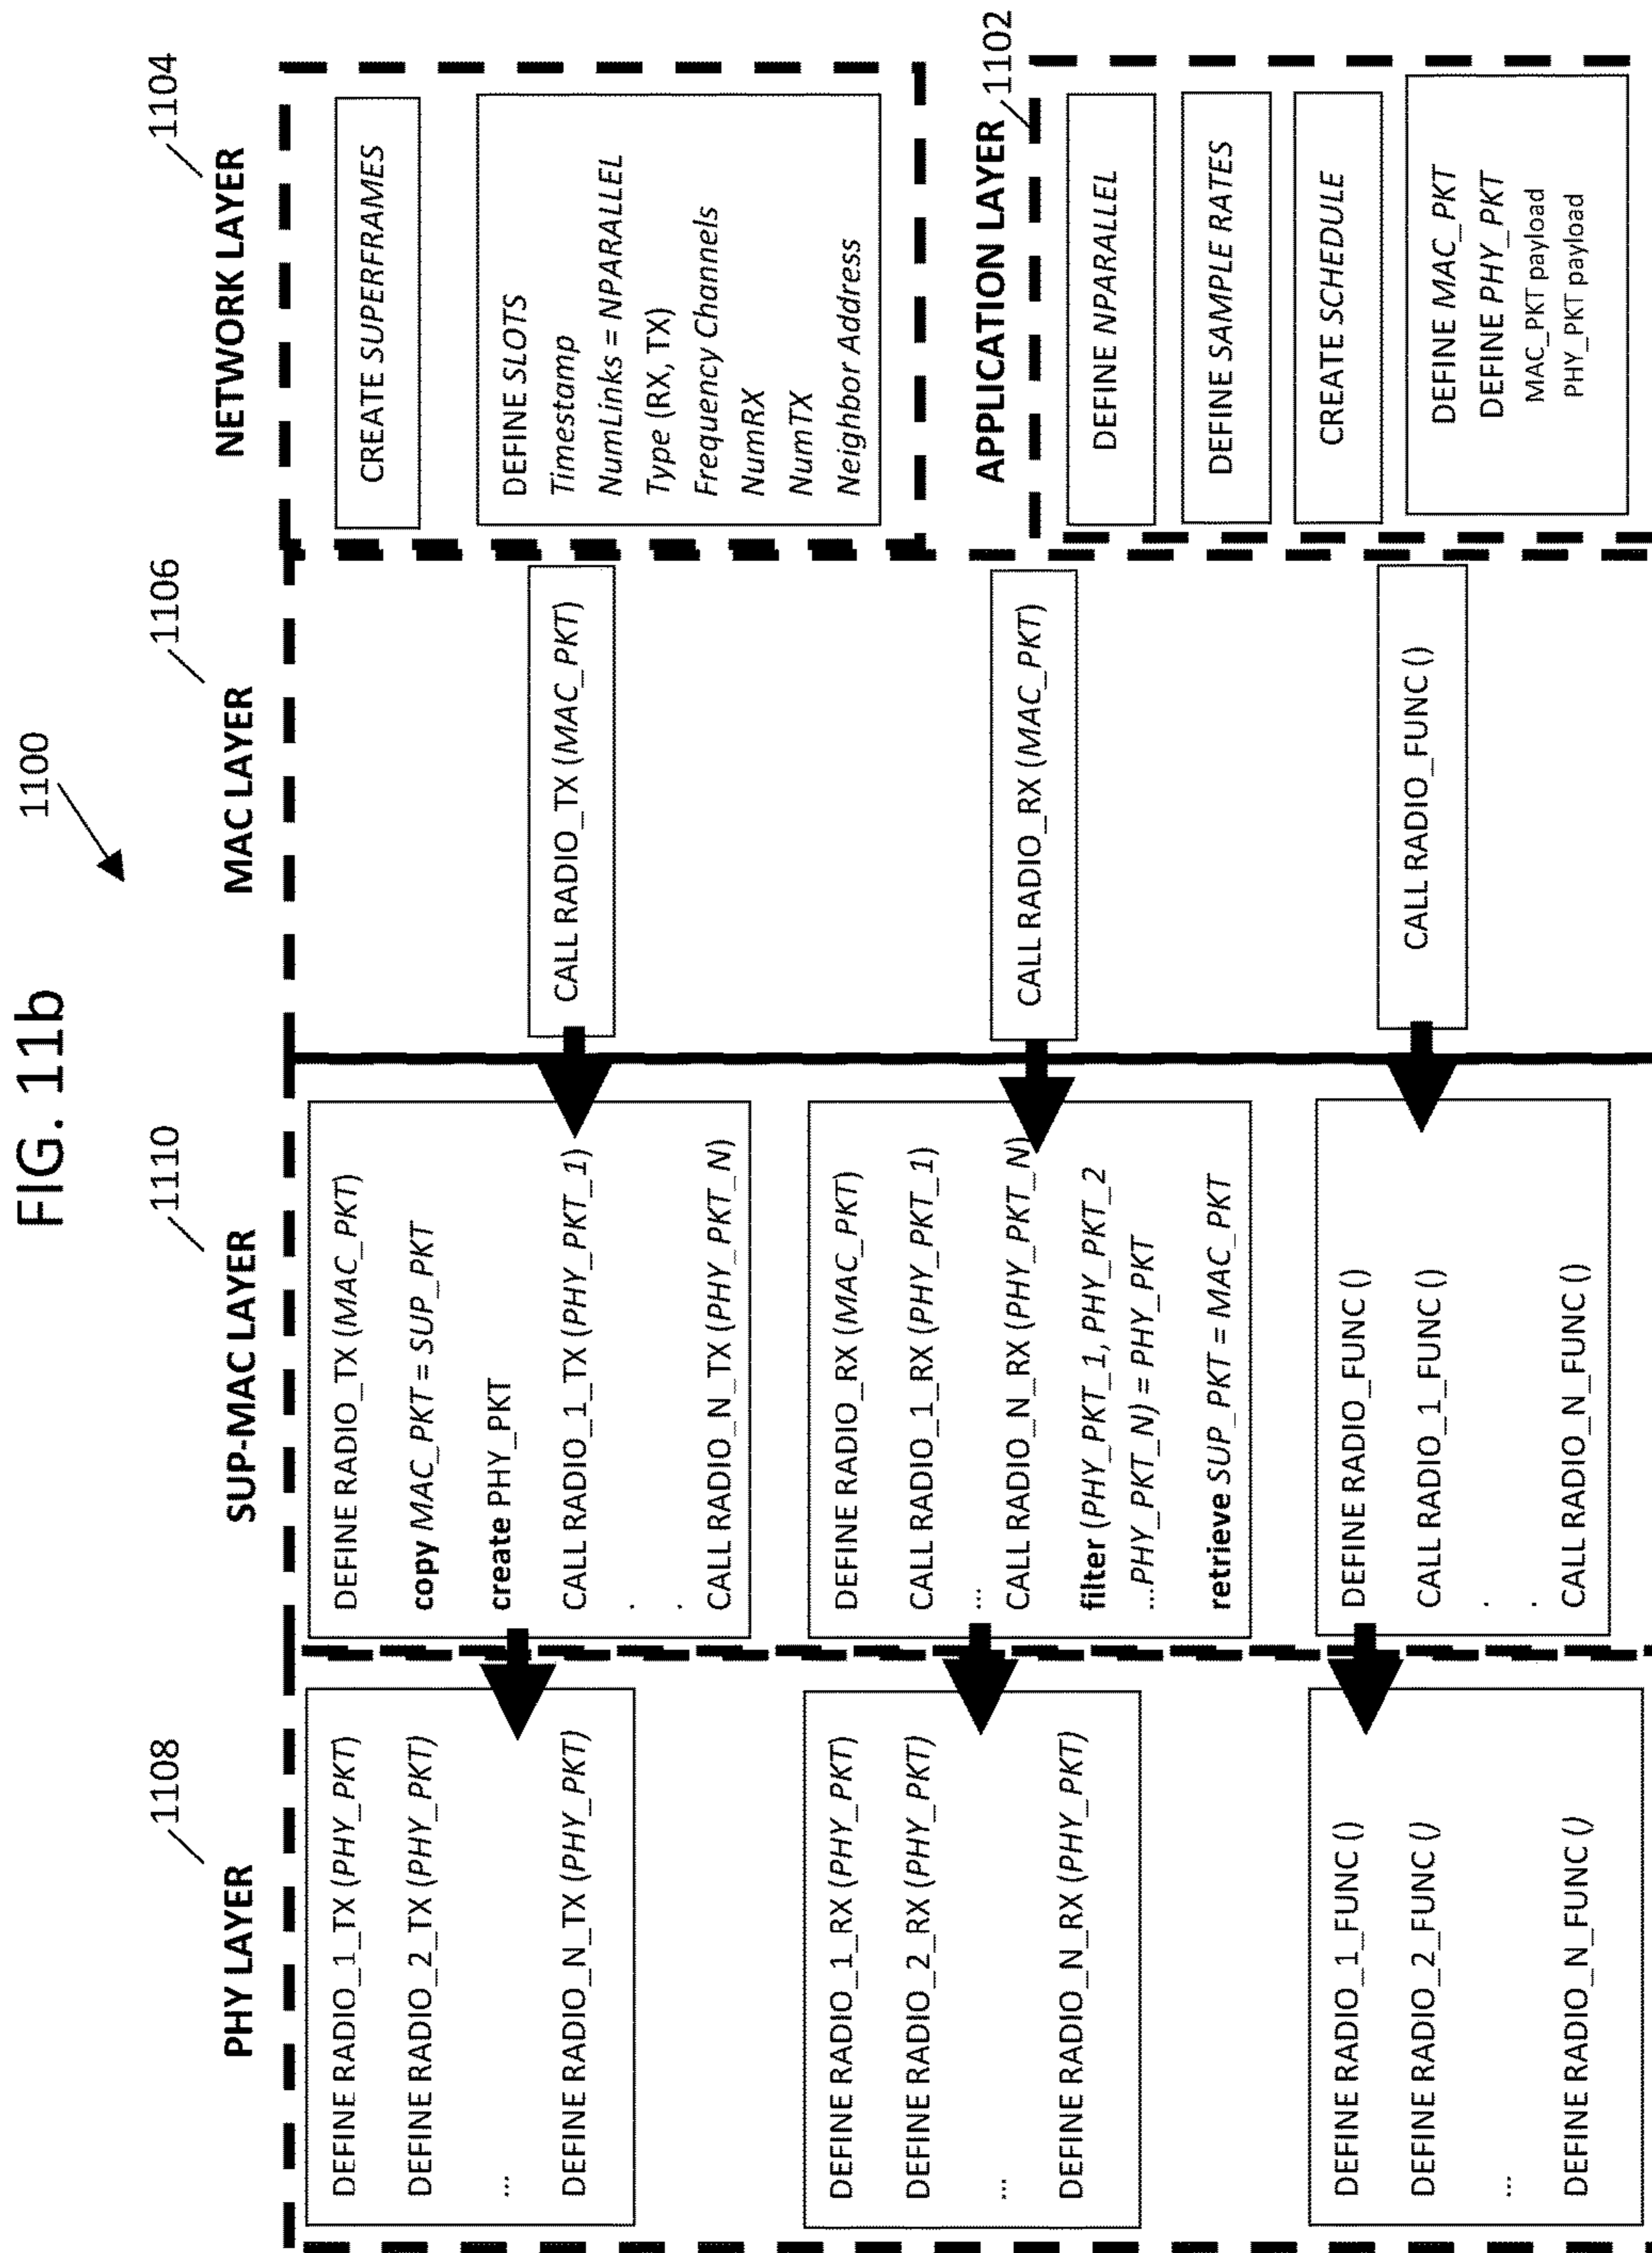 FIG. 11b
1100
PHY LAYER
1108
DEFINE RADIO_1_TX (PHY_PKT)
DEFINE RADIO_2_TX (PHY_PKT)
...
DEFINE RADIO_N_TX (PHY_PKT)
DEFINE RADIO_1_RX (PHY_PKT)
DEFINE RADIO_2_RX (PHY_PKT)
...
DEFINE RADIO_N_RX (PHY_PKT)
DEFINE RADIO_1_FUNC ()
DEFINE RADIO_2_FUNC ()
...
DEFINE RADIO_N_FUNC ()
SUP-MAC LAYER
1110
DEFINE RADIO_TX (MAC_PKT)
copy MAC_PKT = SUP_PKT
create PHY_PKT
CALL RADIO_1_TX (PHY_PKT_1)
.
.
CALL RADIO_N_TX (PHY_PKT_N)
DEFINE RADIO_RX (MAC_PKT)
CALL RADIO_1_RX (PHY_PKT_1)
...
CALL RADIO_N_RX (PHY_PKT_N)
filter (PHY_PKT_1, PHY_PKT_2
...PHY_PKT_N) = PHY_PKT
retrieve SUP_PKT = MAC_PKT
DEFINE RADIO_FUNC ()
CALL RADIO_1_FUNC ()
.
.
CALL RADIO_N_FUNC ()
MAC LAYER
1106
CALL RADIO_TX (MAC_PKT)
CALL RADIO_RX (MAC_PKT)
CALL RADIO_FUNC ()
NETWORK LAYER
1104
CREATE SUPERFRAMES
DEFINE SLOTS
Timestamp
NumLinks = NPARALLEL
Type (RX, TX)
Frequency Channels
NumRX
NumTX
Neighbor Address
APPLICATION LAYER
1102
DEFINE NPARALLEL
DEFINE SAMPLE RATES
CREATE SCHEDULE
DEFINE MAC_PKT
DEFINE PHY_PKT
MAC_PKT payload
PHY_PKT payload